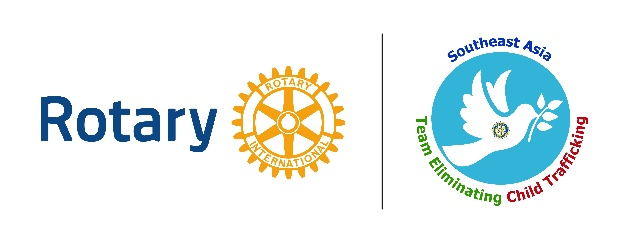 Rotary
ROTARY
INTERNATIONAL
Southeast Asia
Team Eliminating Child Trafficking